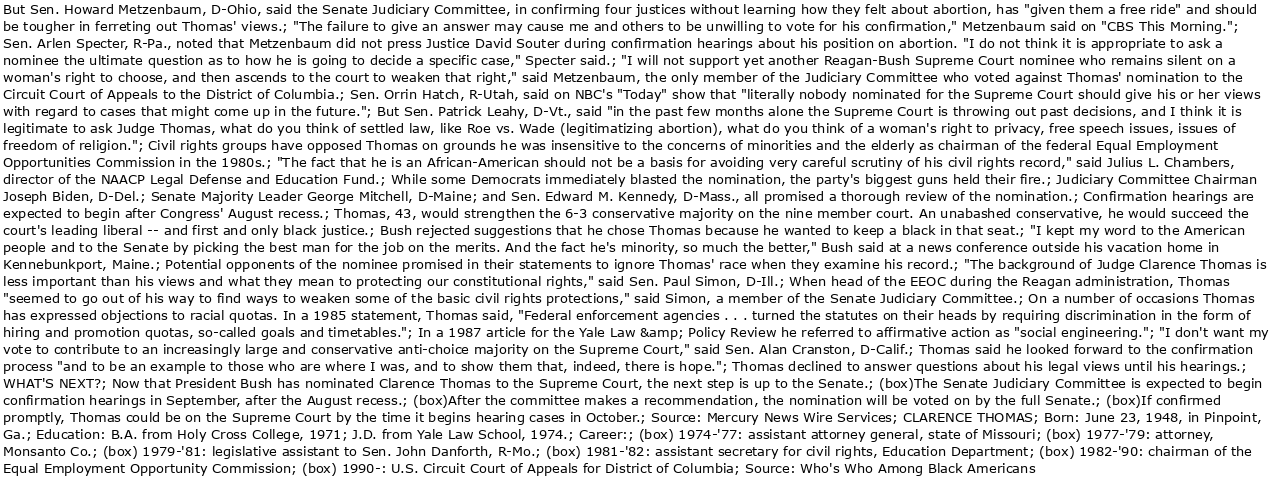 But Sen. Howard Metzenbaum, D-Ohio, said the Senate Judiciary Committee, in confirming four justices without learning how they felt about abortion, has "given them a free ride" and should
be tougher in ferreting out Thomas' views.; "The failure to give an answer may cause me and others to be unwilling to vote for his confirmation," Metzenbaum said on "CBS This Morning.";
Sen. Arlen Specter, R-Pa., noted that Metzenbaum did not press Justice David Souter during confirmation hearings about his position on abortion. "I do not think it is appropriate to ask a
nominee the ultimate question as to how he is going to decide a specific case," Specter said.; "I will not support yet another Reagan-Bush Supreme Court nominee who remains silent on a
woman's right to choose, and then ascends to the court to weaken that right," said Metzenbaum, the only member of the Judiciary Committee who voted against Thomas' nomination to the
Circuit Court of Appeals to the District of Columbia.; Sen. Orrin Hatch, R-Utah, said on NBC's "Today" show that "literally nobody nominated for the Supreme Court should give his or her views
with regard to cases that might come up in the future."; But Sen. Patrick Leahy, D-Vt., said "in the past few months alone the Supreme Court is throwing out past decisions, and I think it is
legitimate to ask Judge Thomas, what do you think of settled law, like Roe vs. Wade (legitimatizing abortion), what do you think of a woman's right to privacy, free speech issues, issues of
freedom of religion."; Civil rights groups have opposed Thomas on grounds he was insensitive to the concerns of minorities and the elderly as chairman of the federal Equal Employment
Opportunities Commission in the 1980s.; "The fact that he is an African-American should not be a basis for avoiding very careful scrutiny of his civil rights record," said Julius L. Chambers,
director of the NAACP Legal Defense and Education Fund.; While some Democrats immediately blasted the nomination, the party's biggest guns held their fire.; Judiciary Committee Chairman
Joseph Biden, D-Del.; Senate Majority Leader George Mitchell, D-Maine; and Sen. Edward M. Kennedy, D-Mass., all promised a thorough review of the nomination.; Confirmation hearings are
expected to begin after Congress' August recess.; Thomas, 43, would strengthen the 6-3 conservative majority on the nine member court. An unabashed conservative, he would succeed the
court's leading liberal -- and first and only black justice.; Bush rejected suggestions that he chose Thomas because he wanted to keep a black in that seat.; "I kept my word to the American
people and to the Senate by picking the best man for the job on the merits. And the fact he's minority, so much the better," Bush said at a news conference outside his vacation home in
Kennebunkport, Maine.; Potential opponents of the nominee promised in their statements to ignore Thomas' race when they examine his record.; "The background of Judge Clarence Thomas is
less important than his views and what they mean to protecting our constitutional rights," said Sen. Paul Simon, D-Ill.; When head of the EEOC during the Reagan administration, Thomas
"seemed to go out of his way to find ways to weaken some of the basic civil rights protections," said Simon, a member of the Senate Judiciary Committee.; On a number of occasions Thomas
has expressed objections to racial quotas. In a 1985 statement, Thomas said, "Federal enforcement agencies . . . turned the statutes on their heads by requiring discrimination in the form of
hiring and promotion quotas, so-called goals and timetables."; In a 1987 article for the Yale Law &amp; Policy Review he referred to affirmative action as "social engineering."; "I don't want my
vote to contribute to an increasingly large and conservative anti-choice majority on the Supreme Court," said Sen. Alan Cranston, D-Calif.; Thomas said he looked forward to the confirmation
process "and to be an example to those who are where I was, and to show them that, indeed, there is hope."; Thomas declined to answer questions about his legal views until his hearings.;
WHAT'S NEXT?; Now that President Bush has nominated Clarence Thomas to the Supreme Court, the next step is up to the Senate.; (box)The Senate Judiciary Committee is expected to begin
confirmation hearings in September, after the August recess.; (box)After the committee makes a recommendation, the nomination will be voted on by the full Senate.; (box)If confirmed
promptly, Thomas could be on the Supreme Court by the time it begins hearing cases in October.; Source: Mercury News Wire Services; CLARENCE THOMAS; Born: June 23, 1948, in Pinpoint,
Ga.; Education: B.A. from Holy Cross College, 1971; J.D. from Yale Law School, 1974.; Career:; (box) 1974-'77: assistant attorney general, state of Missouri; (box) 1977-'79: attorney,
Monsanto Co.; (box) 1979-'81: legislative assistant to Sen. John Danforth, R-Mo.; (box) 1981-'82: assistant secretary for civil rights, Education Department; (box) 1982-'90: chairman of the
Equal Employment Opportunity Commission; (box) 1990-: U.S. Circuit Court of Appeals for District of Columbia; Source: Who's Who Among Black Americans